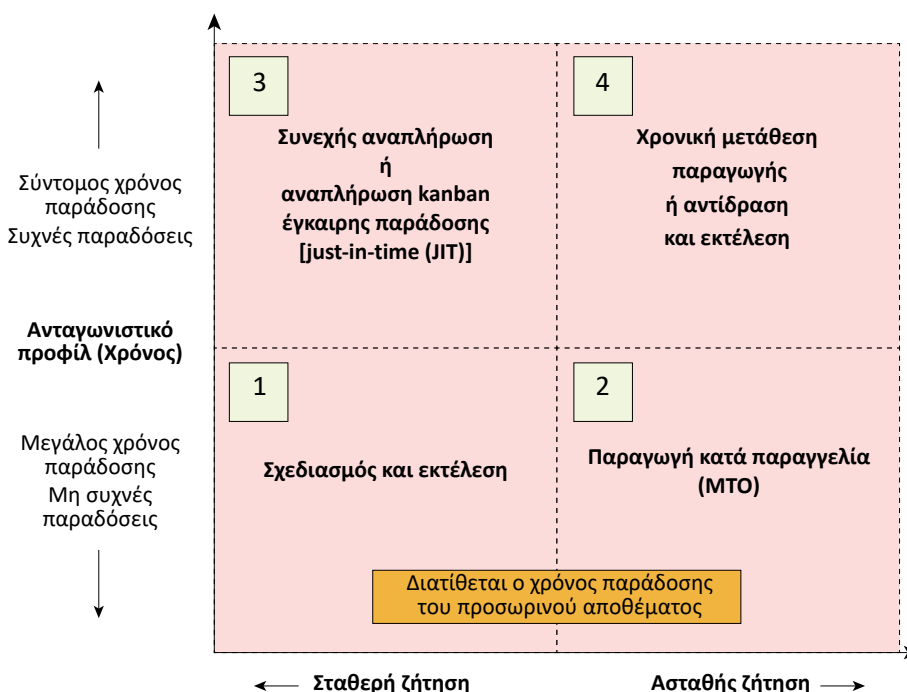 3
Συνεχής αναπλήρωση
ή
αναπλήρωση kanban
έγκαιρης παράδοσης
[just-in-time (JIT)]
4
Χρονική μετάθεση
παραγωγής
ή αντίδραση
και εκτέλεση
Σύντομος χρόνος
παράδοσης
Συχνές παραδόσεις
Ανταγωνιστικό
προφίλ (Χρόνος)
Μεγάλος χρόνος
παράδοσης
Μη συχνές
παραδόσεις
1
Σχεδιασμός και εκτέλεση
2
Παραγωγή κατά παραγγελία
(MTO)
Διατίθεται ο χρόνος παράδοσης
του προσωρινού αποθέματος
Σταθερή ζήτηση
Ασταθής ζήτηση